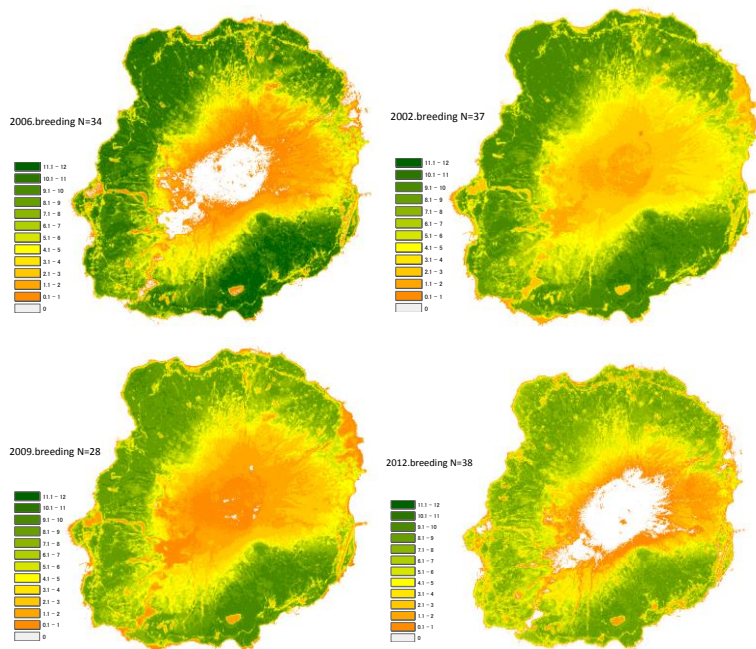 2006.breeding N=34
11.1 - 12
10.1 - 11
9.1 - 10
8.1 - 9
7.1 - 8
6.1 - 7
5.1 - 6
4.1 - 5
3.1 - 4
2.1 - 3
1.1 - 2
0.1 - 1
0
2002.breeding N=37
11.1 - 12
10.1 - 11
9.1 - 10
8.1 - 9
7.1 - 8
6.1 - 7
5.1 - 6
4.1 - 5
3.1 - 4
2.1 - 3
1.1 - 2
0.1 - 1
0
2009.breeding N=28
11.1 - 12
10.1 - 11
9.1 - 10
8.1 - 9
7.1 - 8
6.1 - 7
5.1 - 6
4.1 - 5
3.1 - 4
2.1 - 3
1.1 - 2
0.1 - 1
0
2012.breeding N=38
11.1 - 12
10.1 - 11
9.1 - 10
8.1 - 9
7.1 - 8
6.1 - 7
5.1 - 6
4.1 - 5
3.1 - 4
2.1 - 3
1.1 - 2
0.1 - 1
0